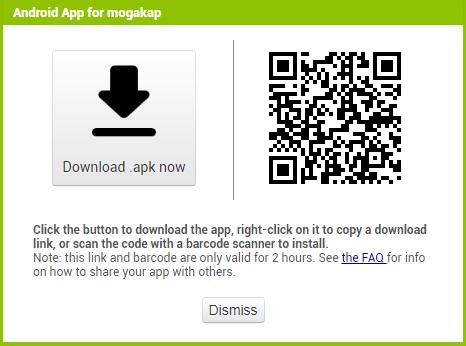 Android App for mogakap
Download .apk now
Click the button to download the app, right-click on it to copy a download
link, or scan the code with a barcode scanner to install.
Note: this link and barcode are only valid for 2 hours. See the FAQ for info
on how to share your app with others.
Dismiss